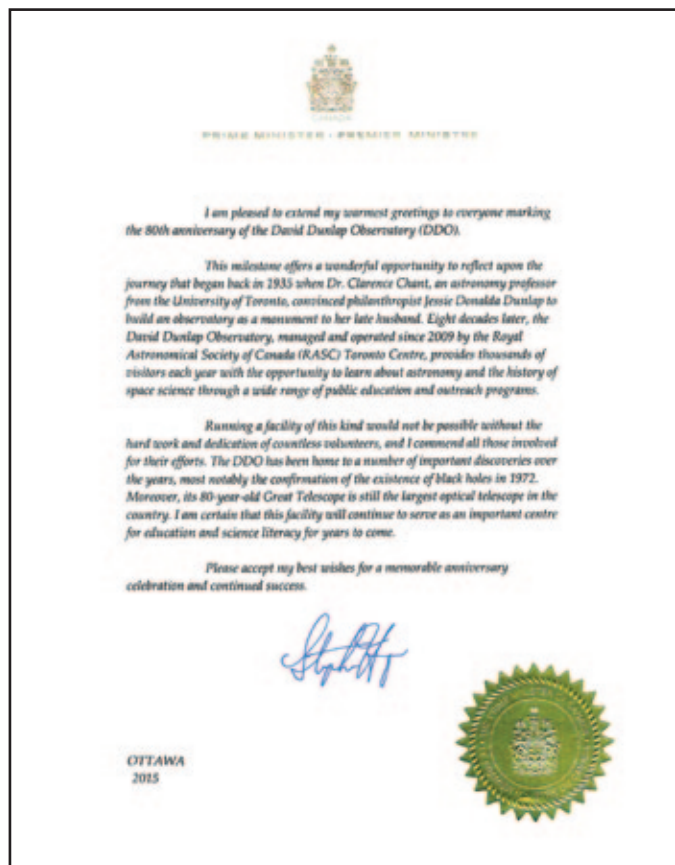 CANADA
PRIME MINISTER · PREMIER MINISTRE
I am pleased to extend my warmest greetings to everyone marking
the 80th anniversary of the David Dunlap Observatory (DDO).
This milestone offers a wonderful opportunity to reflect upon the
journey that began back in 1935 when Dr. Clarence Chant, an astronomy professor
from the University of Toronto, convinced philanthropist Jessie Donalda Dunlap to
build an observatory as a monument to her late husband. Eight decades later, the
David Dunlap Observatory, managed and operated since 2009 by the Royal
Astronomical Society of Canada (RASC) Toronto Centre, provides thousands of
visitors each year with the opportunity to learn about astronomy and the history of
space science through a wide range of public education and outreach programs.
Running a facility of this kind would not be possible without the
hard work and dedication of countless volunteers, and I commend all those involved
for their efforts. The DDO has been home to a number of important discoveries over
the years, most notably the confirmation of the existence of black holes in 1972.
Moreover, its 80-year-old Great Telescope is still the largest optical telescope in the
country. I am certain that this facility will continue to serve as an important centre
for education and science literacy for years to come.
Please accept my best wishes for a memorable anniversary
celebration and continued success.
OTTAWA
2015